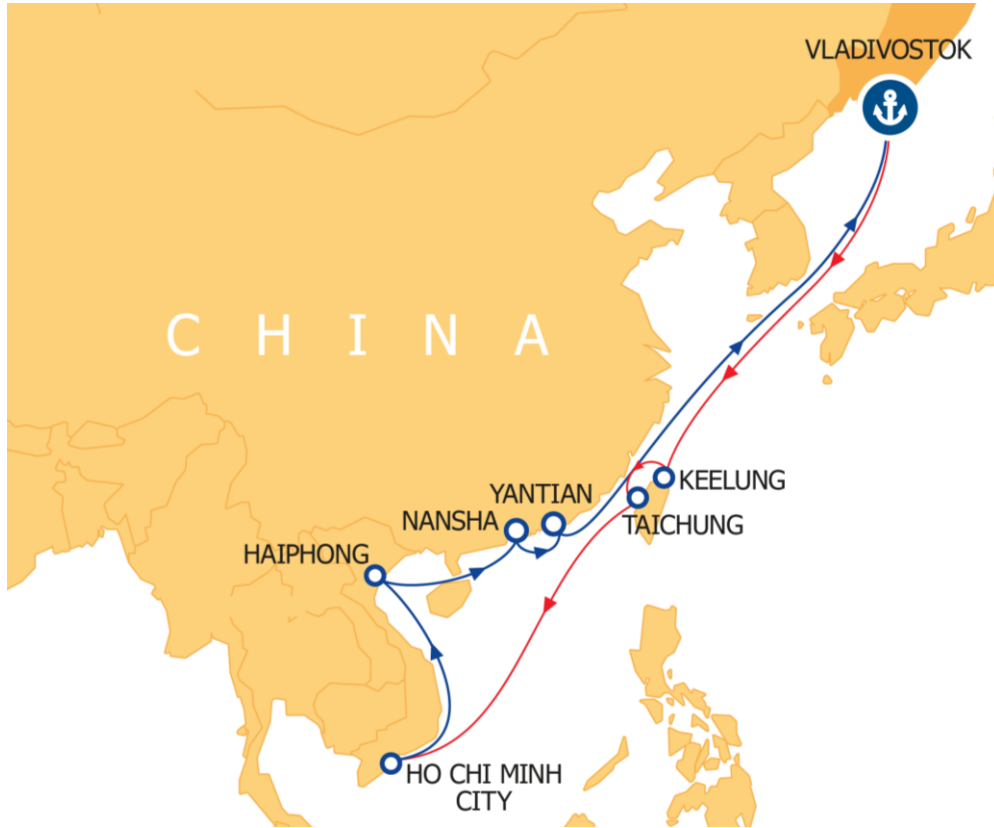 VLADIVOSTOK
CHINA
KEELUNG
YANTIAN
TAICHUNG
NANSHA
HAIPHONG
HO CHI MINH
CITY